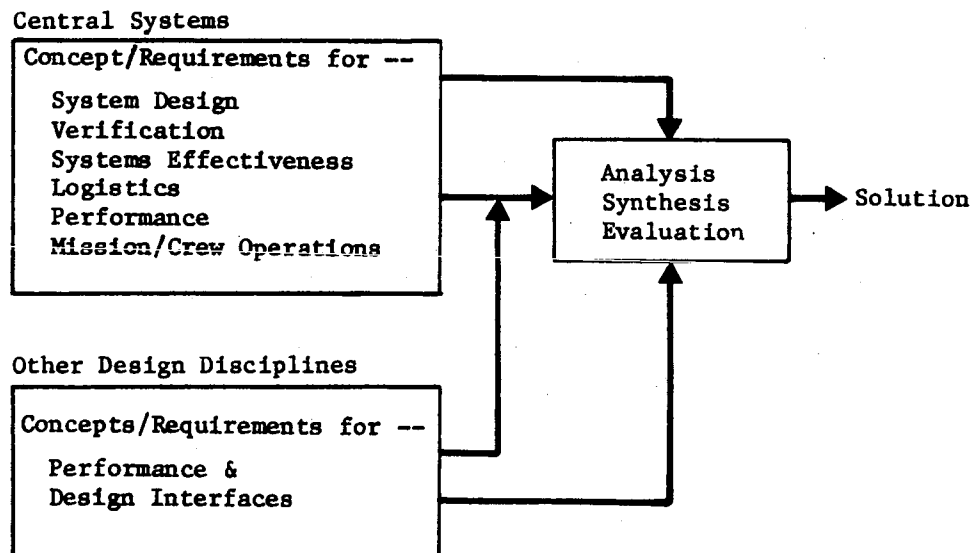 Central Systems
Concept/Requirements for --
System Design
Verification
Systems Effectiveness
Logistics
Performance
Mission/Crew Operations
Analysis
Synthesis
Evaluation
Solution
Other Design Disciplines
Concepts/Requirements for --
Performance &
Design Interfaces